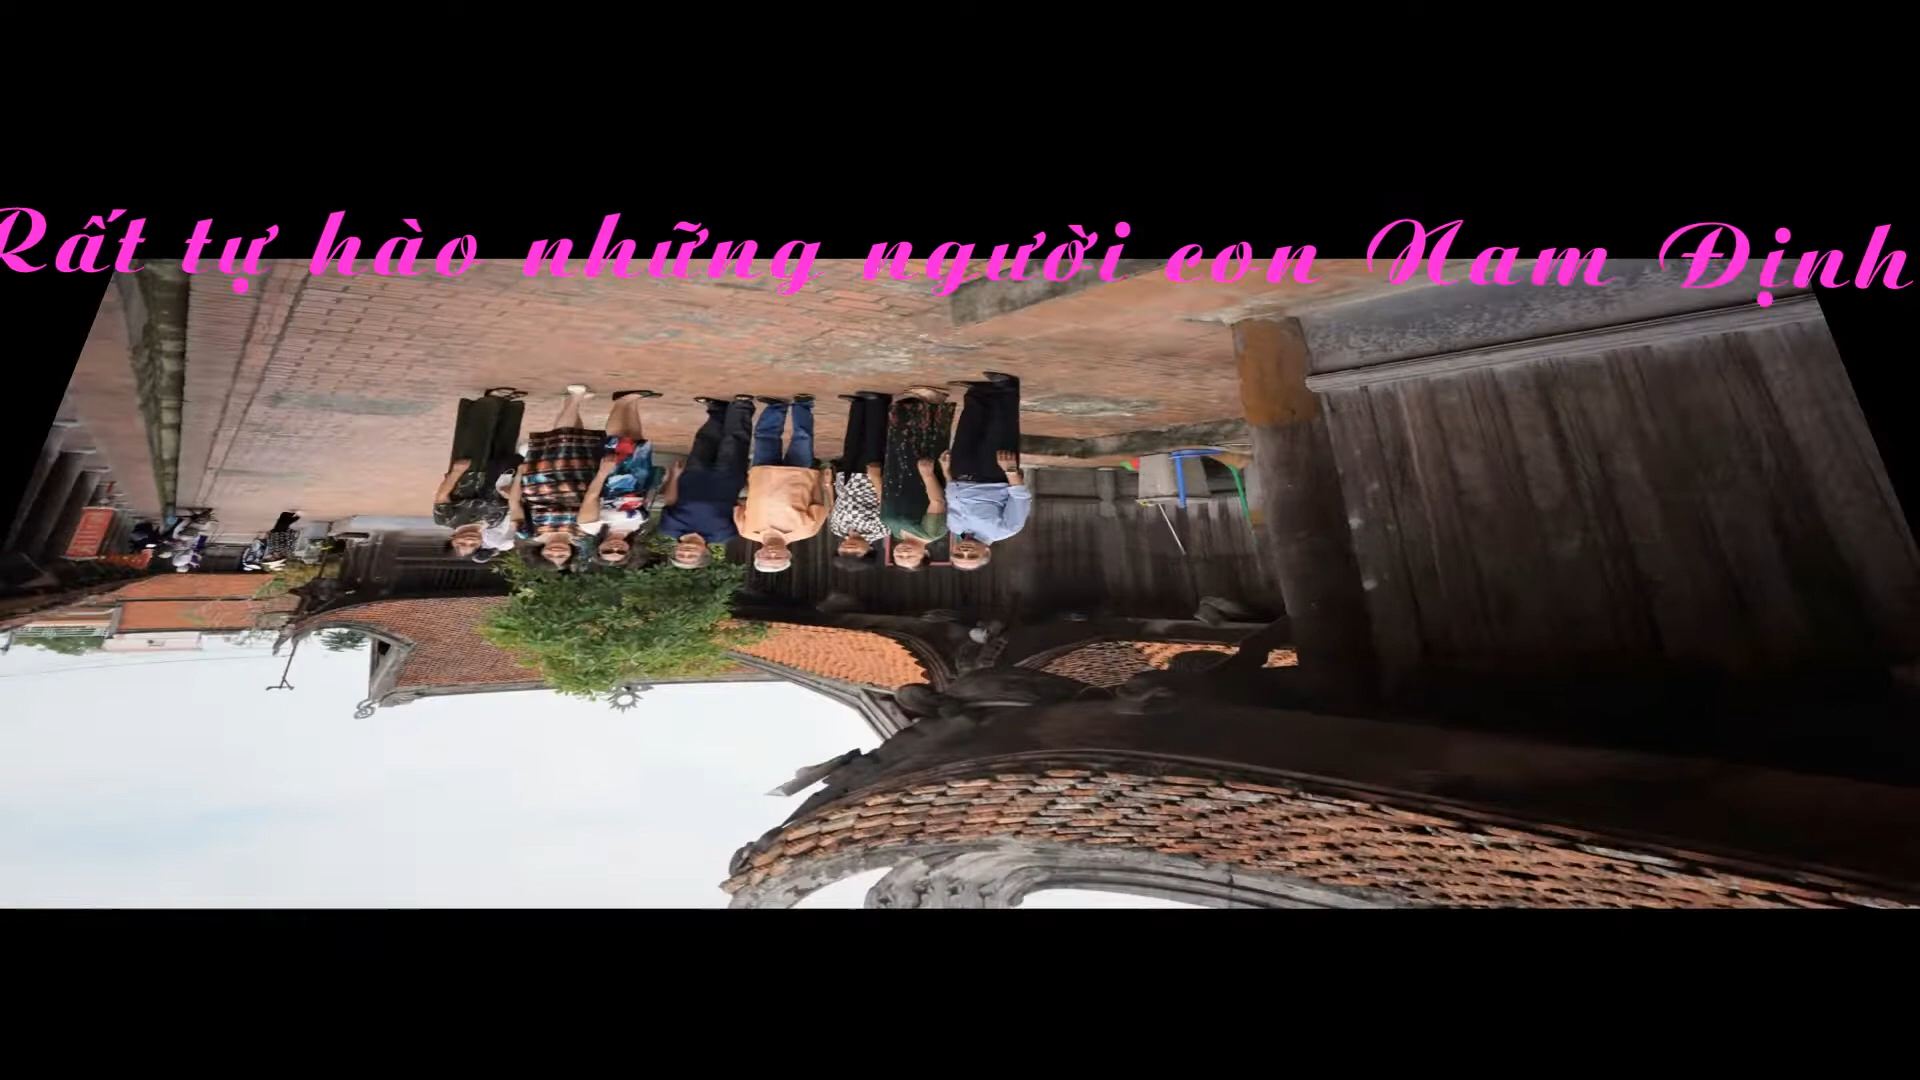 Rất tự hào những người con Nam Định